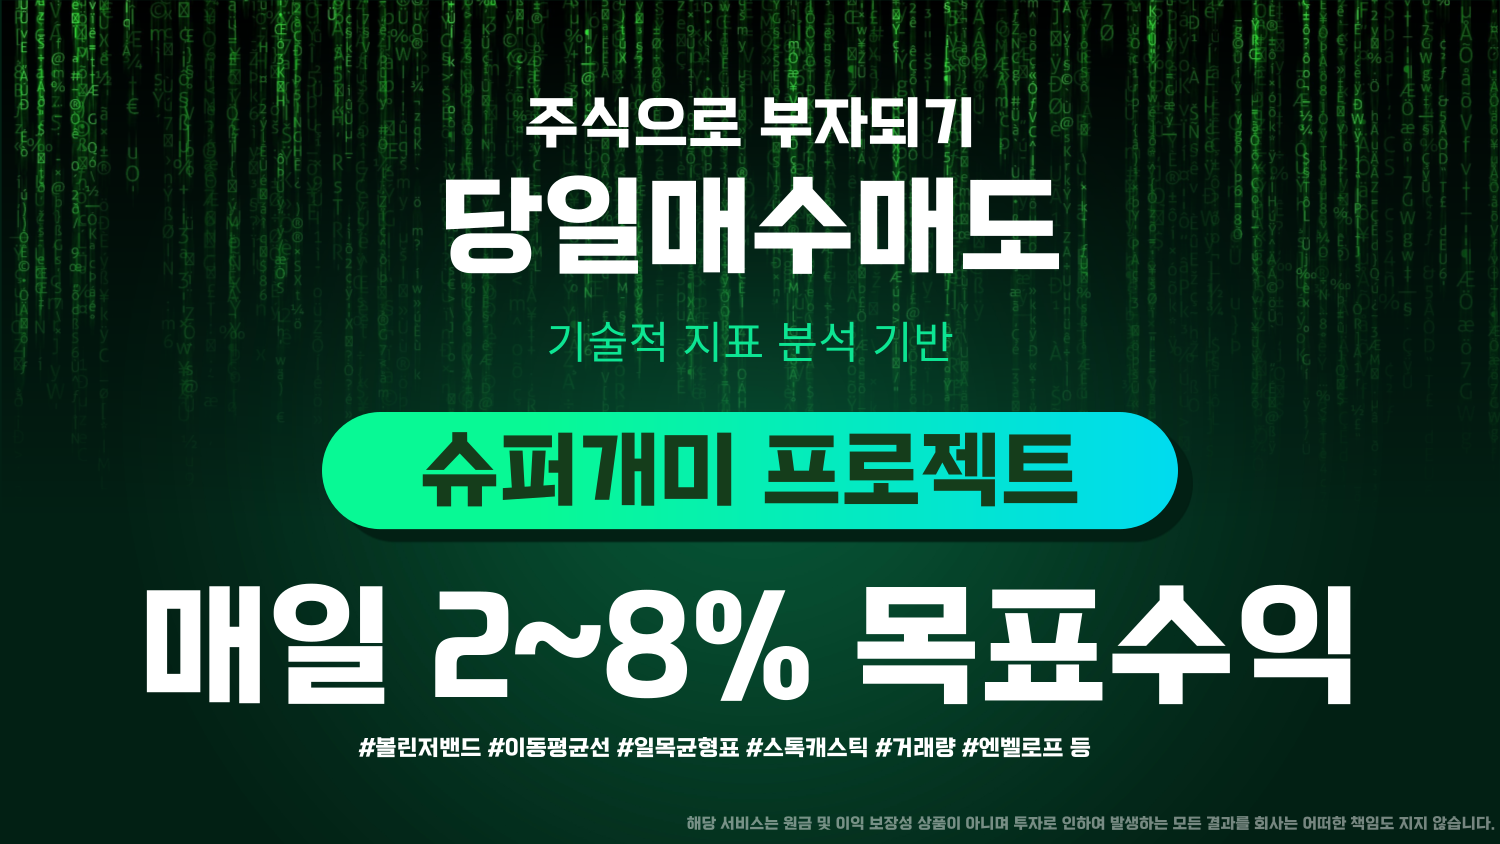 주식으로 부자되기
당일매수매도
기술적 지표 분석 기반
슈퍼개미 프로젝트
매일 2~8% 목표수익
#볼린저밴드 #이동평균선 #일목균형표 #스톡캐스틱 #거래량 #엔벨로프 등
해당 서비스는 원금 및 이익 보장성 상품이 아니며 투자로 인하여 발생하는 모든 결과를 회사는 어떠한 책임도 지지 않습니다.